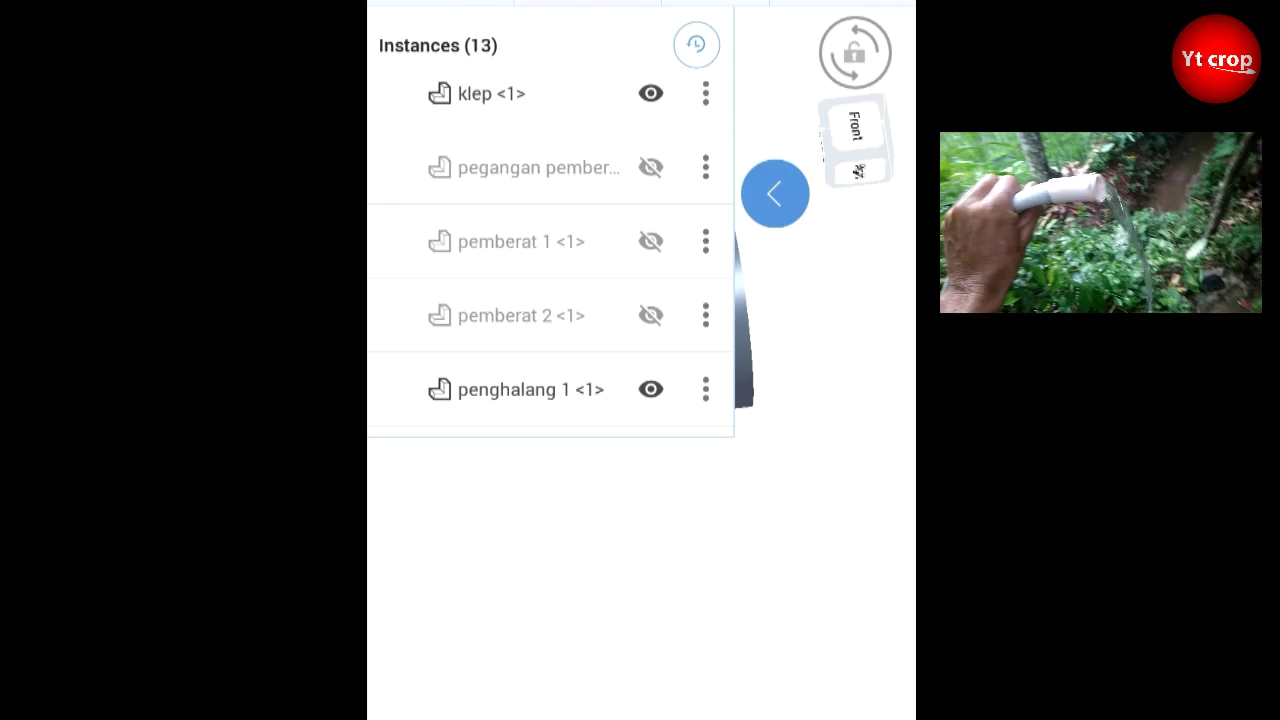 Instances (13)
klep <1>
pegangan pember...
pemberat 1 <1>
pemberat 2 <1>
penghalang 1 <1>
Front
Yt crop